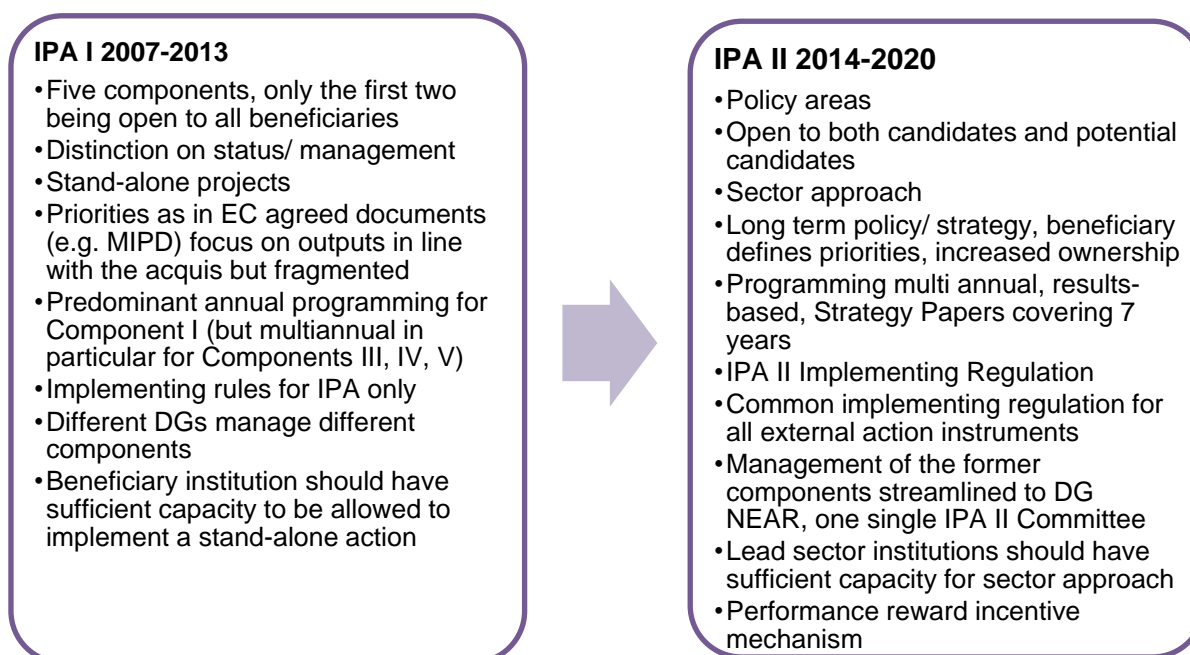 IPA I 2007-2013
•Five components, only the first two
being open to all beneficiaries
•Distinction on status/ management
•Stand-alone projects
•Priorities as in EC agreed documents
(e.g. MIPD) focus on outputs in line
with the acquis but fragmented
•Predominant annual programming for
Component I (but multiannual in
particular for Components III, IV, V)
•Implementing rules for IPA only
•Different DGs manage different
components
•Beneficiary institution should have
sufficient capacity to be allowed to
implement a stand-alone action
IPA II 2014-2020
•Policy areas
•Open to both candidates and potential
candidates
•Sector approach
•Long term policy/ strategy, beneficiary
defines priorities, increased ownership
•Programming multi annual, results-
based, Strategy Papers covering 7
years
•IPA II Implementing Regulation
•Common implementing regulation for
all external action instruments
•Management of the former
components streamlined to DG
NEAR, one single IPA II Committee
•Lead sector institutions should have
sufficient capacity for sector approach
•Performance reward incentive
mechanism